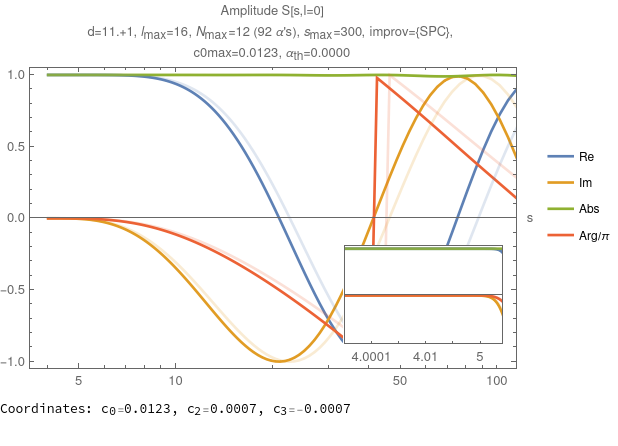 Amplitude S[s,l=0]
d=11.+1, lmax=16, Nmax=12 (92 α's), smax=300, improv={SPC},
c0max=0.0123, αth=0.0000
1.0
0.5
0.0
−0.5
−1.0
5
10
50
100
s
4.0001
4.01
5
Re
Im
Abs
Arg/π
Coordinates: c₀=0.0123, c₂=0.0007, c₃=-0.0007